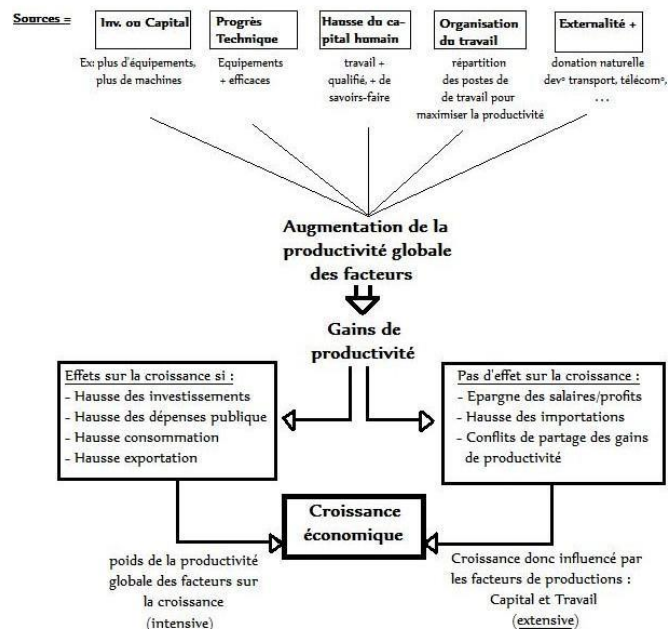 Sources =
Inv. ou Capital
Ex: plus d'équipements,
plus de machines
Progrès
Technique
Equipements
+ efficaces
Hausse du ca-
pital humain
travail +
qualifié, + de
savoirs-faire
Organisation
du travail
répartition
des postes de
de travail pour
maximiser la productivité
Externalité +
donation naturelle
dev° transport, télécom°,
...
Augmentation de la
productivité globale
des facteurs
Gains de
productivité
Effets sur la croissance si :
- Hausse des investissements
- Hausse des dépenses publique
- Hausse consommation
- Hausse exportation
Pas d'effet sur la croissance :
- Epargne des salaires/profits
- Hausse des importations
- Conflits de partage des gains
de productivité
Croissance
économique
poids de la productivité
globale des facteurs sur
la croissance
(intensive)
Croissance donc influencé par
les facteurs de productions :
Capital et Travail
(extensive)